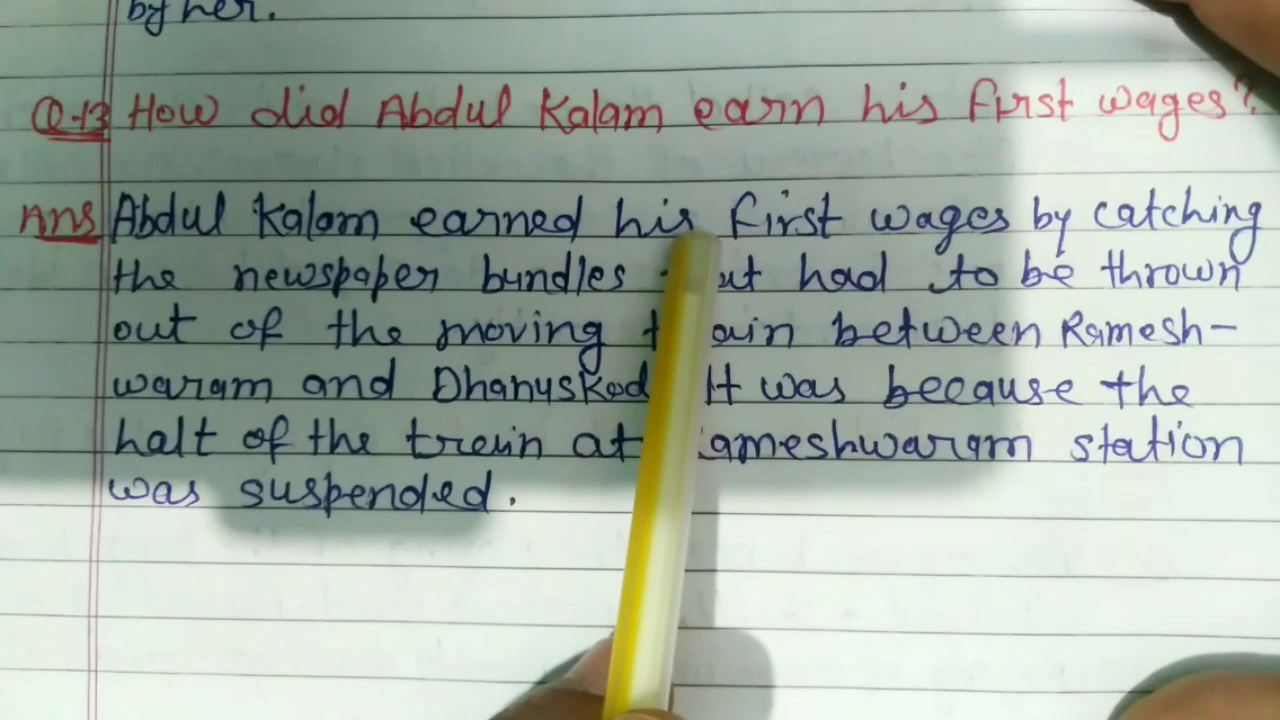 by her.
Q.13 How did Abdul Kalam earn his first wages?
Ans Abdul Kalam earned his first wages by catching
the newspaper bundles had to be thrown
out of the moving between Ramesh-
waram and It was because the
halt of the train at station
was suspended.